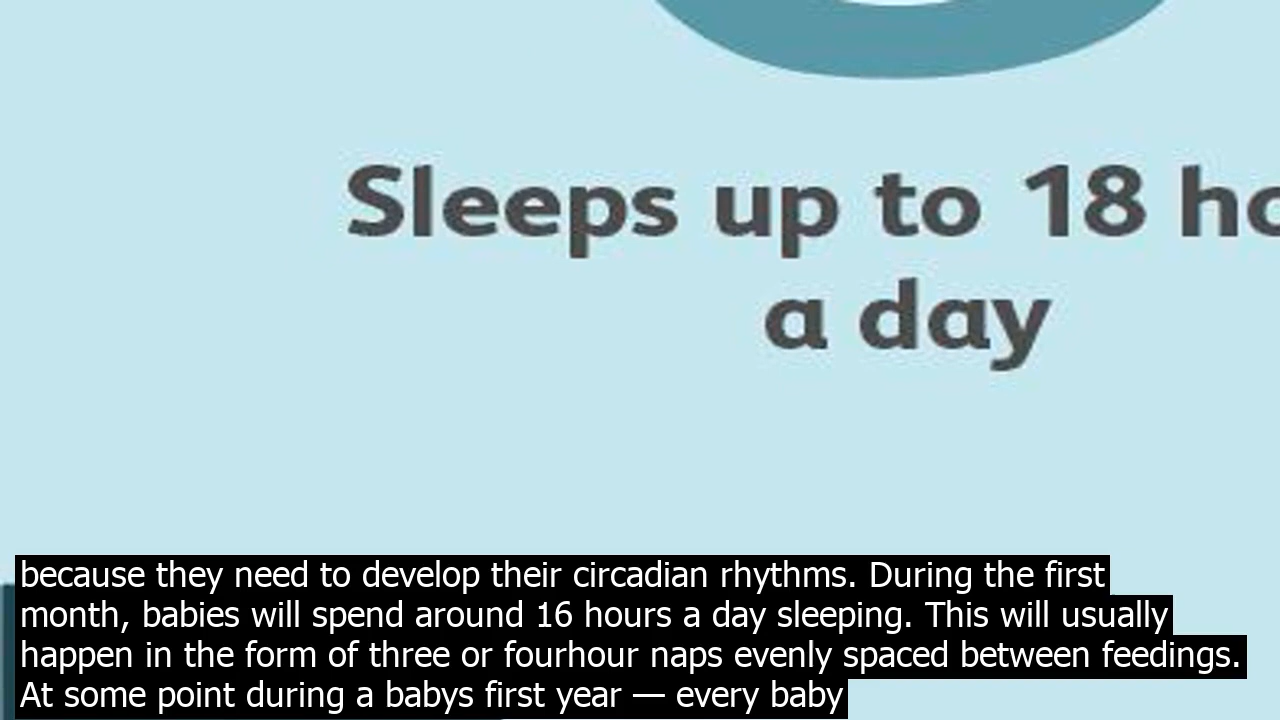 Sleeps up to 18 ho
a day
because they need to develop their circadian rhythms. During the first
month, babies will spend around 16 hours a day sleeping. This will usually
happen in the form of three or fourhour naps evenly spaced between feedings.
At some point during a babys first year — every baby